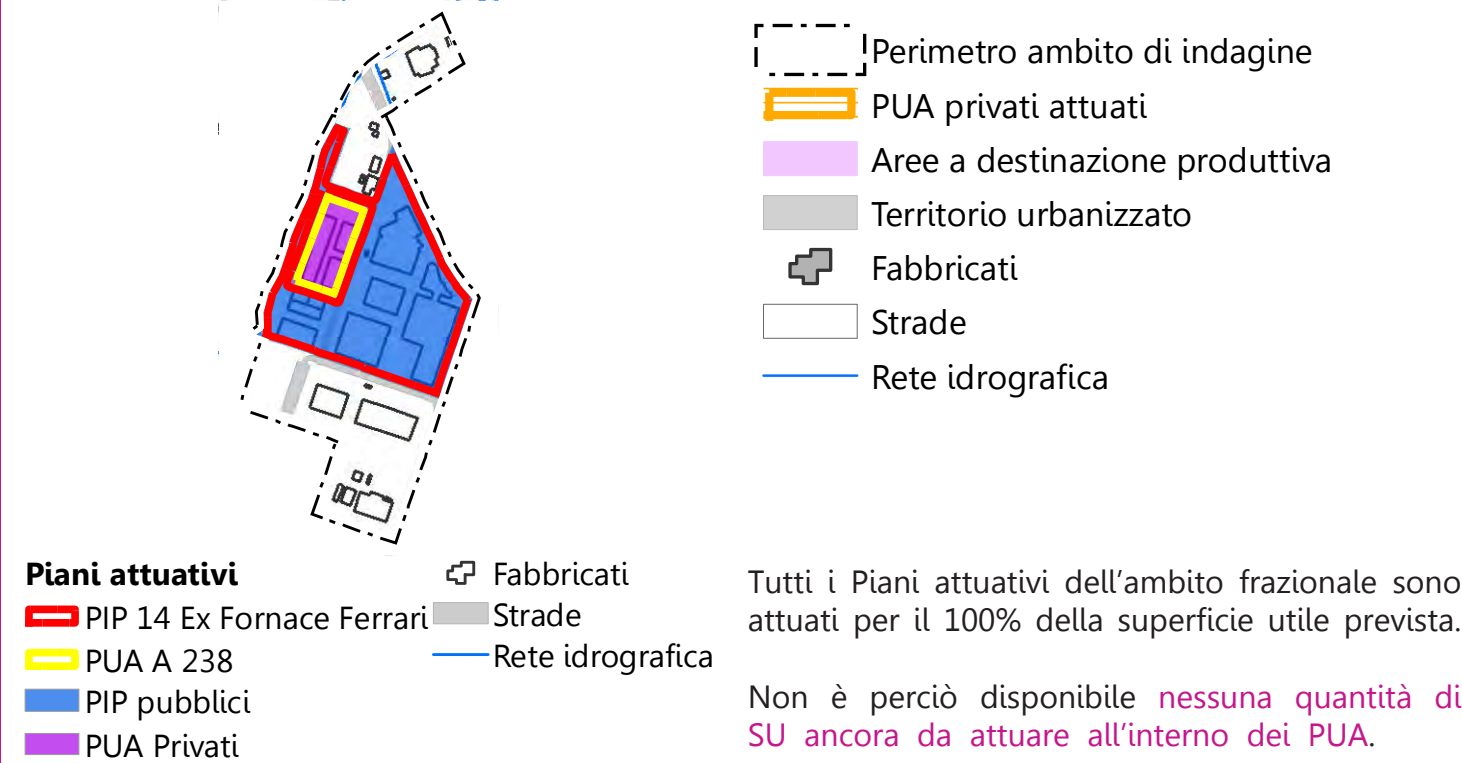 Perimetro ambito di indagine
PUA privati attuati
Aree a destinazione produttiva
Territorio urbanizzato
Fabbricati
Strade
Rete idrografica
Piani attuativi
PIP 14 Ex Fornace Ferrari
PUA A 238
PIP pubblici
PUA Privati
Fabbricati
Strade
Rete idrografica
Tutti i Piani attuativi dell'ambito frazionale sono
attuati per il 100% della superficie utile prevista.
Non è perciò disponibile nessuna quantità di
SU ancora da attuare all'interno dei PUA.